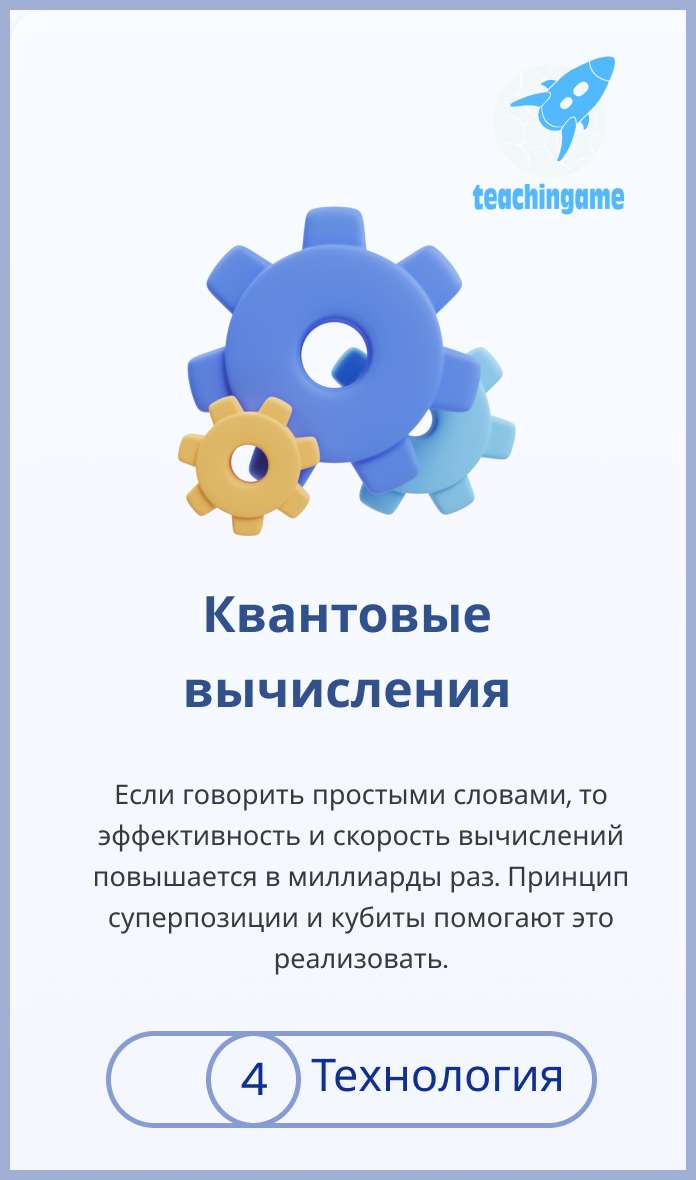 teachingame
Квантовые
вычисления
Если говорить простыми словами, то
эффективность и скорость вычислений
повышается в миллиарды раз. Принцип
суперпозиции и кубиты помогают это
реализовать.
4 Технология